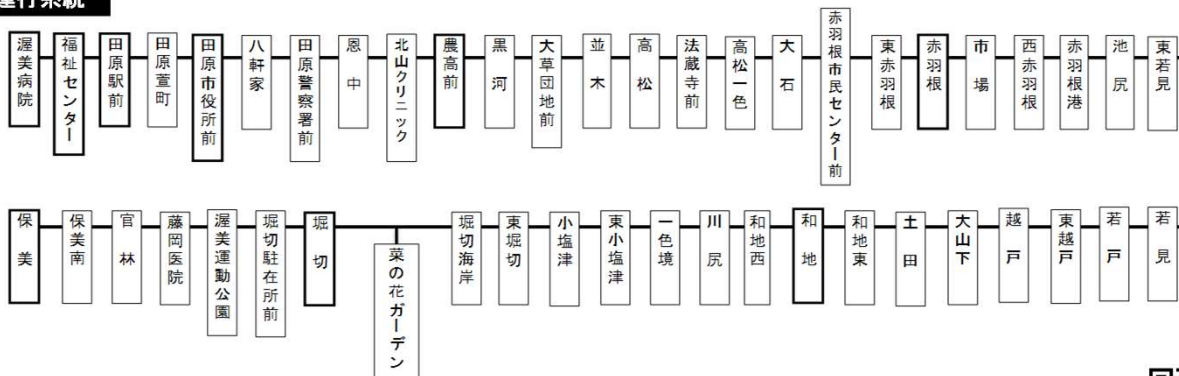 運行系統
渥美病院
福祉センター
田原駅前
田原萱町
田原市役所前
八軒家
田原警察署前
恩中
北山クリニック
農高前
黒河
大草団地前
並木
高松
法蔵寺前
高松一色
大石
赤羽根市民センター前
東赤羽根
赤羽根
市場
西赤羽根
赤羽根港
池尻
東若見
保美
保美南
官林
藤岡医院
渥美運動公園
堀切駐在所前
堀切
菜の花ガーデン
堀切海岸
東堀切
小塩津
東小塩津
一色境
川尻
和地西
和地
和地東
土田
大山下
越戸
東越戸
若戸
若見